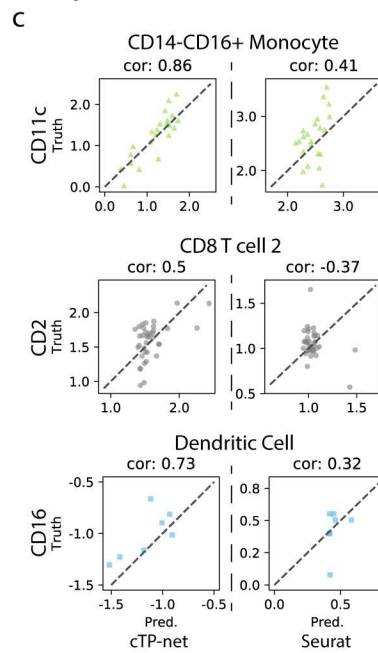 C
CD14-CD16+ Monocyte
cor: 0.86 cor: 0.41
CD11c
Truth
2.0
1.0
0.0
0.0 1.0 2.0
3.0
2.0
2.0 3.0
CD8 T cell 2
cor: 0.5 cor: -0.37
CD2
Truth
2.0
1.5
1.0
1.0 2.0
1.5
1.0
0.5
1.0 1.5
Dendritic Cell
cor: 0.73 cor: 0.32
CD16
Truth
-0.5
-1.0
-1.5
-1.5 -1.0 -0.5
0.8
0.5
0.2
0.0
0.0 0.5
Pred. Pred.
cTP-net Seurat